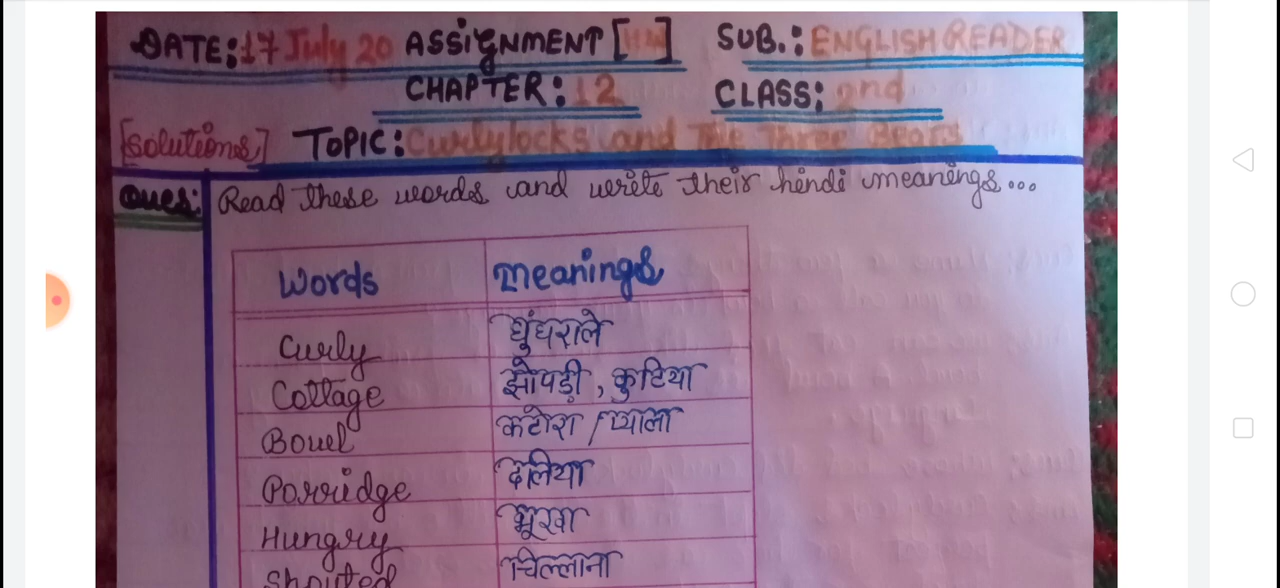 DATE: 17 July 20 ASSIGNMENT [HW] SUB.: ENGLISH READER
CHAPTER: 12 CLASS: 2nd
[Solutions] TOPIC: Curlylocks and The Three Bears
Ques: Read these words and write their hindi meanings...
Words meanings
Curly घुंघराले
Cottage झोपड़ी, कुटिया
Bowl कटोरा / प्याला
Porridge दलिया
Hungry भूखा
Shouted चिल्लाना